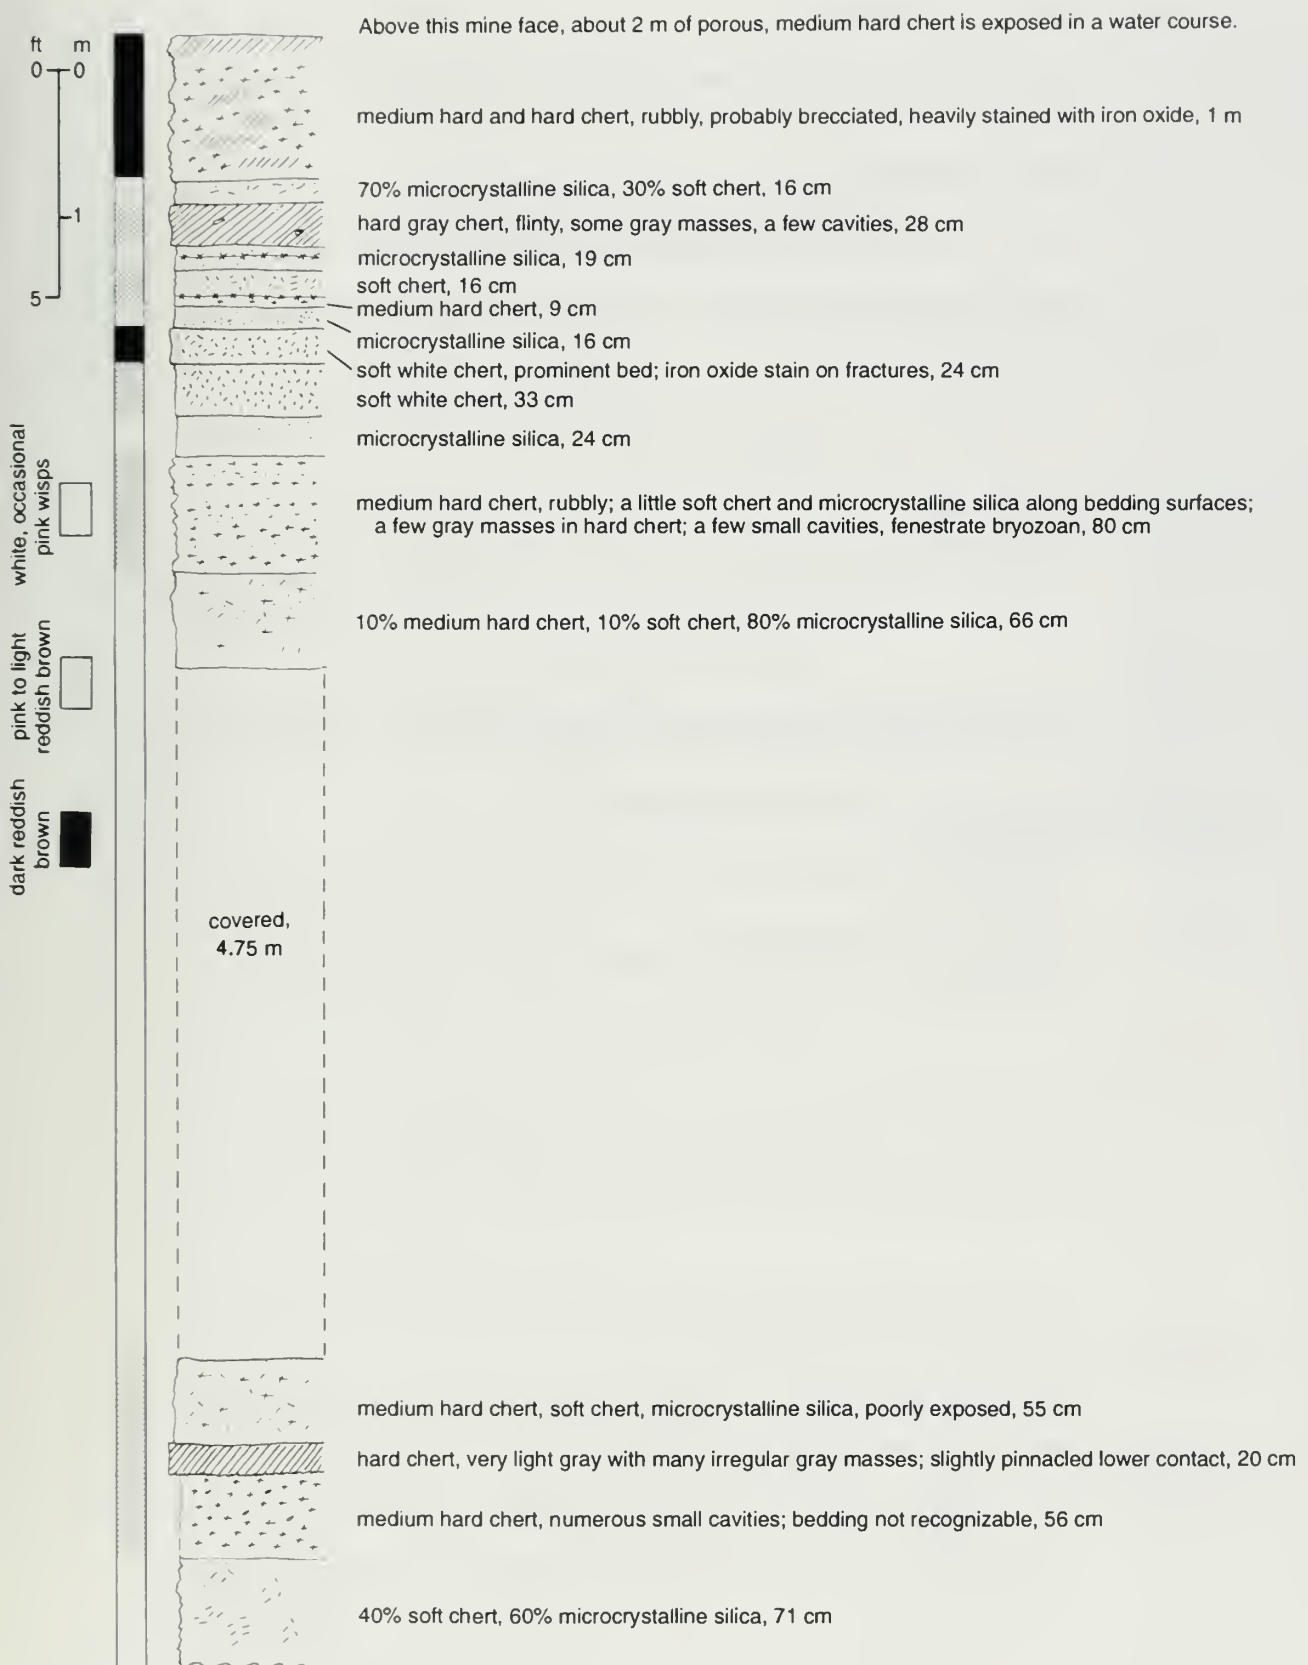 Above this mine face, about 2 m of porous, medium hard chert is exposed in a water course.
ft m
0 0
medium hard and hard chert, rubbly, probably brecciated, heavily stained with iron oxide, 1 m
70% microcrystalline silica, 30% soft chert, 16 cm
1
hard gray chert, flinty, some gray masses, a few cavities, 28 cm
microcrystalline silica, 19 cm
soft chert, 16 cm
5
medium hard chert, 9 cm
microcrystalline silica, 16 cm
soft white chert, prominent bed; iron oxide stain on fractures, 24 cm
soft white chert, 33 cm
microcrystalline silica, 24 cm
white, occasional
pink wisps
medium hard chert, rubbly; a little soft chert and microcrystalline silica along bedding surfaces;
a few gray masses in hard chert; a few small cavities, fenestrate bryozoan, 80 cm
10% medium hard chert, 10% soft chert, 80% microcrystalline silica, 66 cm
pink to light
reddish brown
dark reddish
brown
covered,
4.75 m
medium hard chert, soft chert, microcrystalline silica, poorly exposed, 55 cm
hard chert, very light gray with many irregular gray masses; slightly pinnacled lower contact, 20 cm
medium hard chert, numerous small cavities; bedding not recognizable, 56 cm
40% soft chert, 60% microcrystalline silica, 71 cm